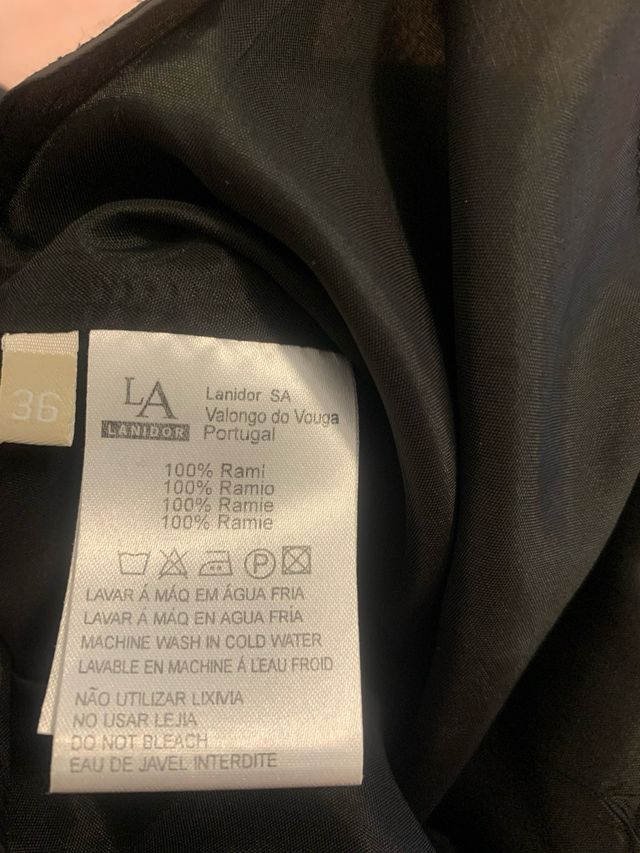 36
LA
LANIDOR
Lanidor SA
Valongo do Vouga
Portugal
100% Rami
100% Ramio
100% Ramie
100% Ramie
P
LAVAR Á MÁQ EM ÁGUA FRIA
LAVAR Á MÁQ EN AGUA FRÍA
MACHINE WASH IN COLD WATER
LAVABLE EN MACHINE Á L'EAU FROID
NÃO UTILIZAR LIXIVIA
NO USAR LEJIA
DO NOT BLEACH
EAU DE JAVEL INTERDITE